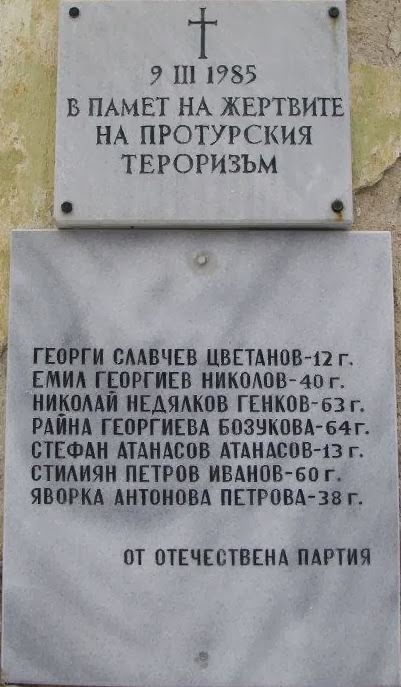 9 III 1985
В ПАМЕТ НА ЖЕРТВИТЕ
НА ПРОТУРСКИЯ
ТЕРОРИЗЪМ
ГЕОРГИ СЛАВЧЕВ ЦВЕТАНОВ-12 г.
ЕМИЛ ГЕОРГИЕВ НИКОЛОВ-40 г.
НИКОЛАЙ НЕДЯЛКОВ ГЕНКОВ-63 г.
РАЙНА ГЕОРГИЕВА БОЗУКОВА-64 г.
СТЕФАН АТАНАСОВ АТАНАСОВ-13 г.
СТИЛИЯН ПЕТРОВ ИВАНОВ-60 г.
ЯВОРКА АНТОНОВА ПЕТРОВА-38 г.
ОТ ОТЕЧЕСТВЕНА ПАРТИЯ